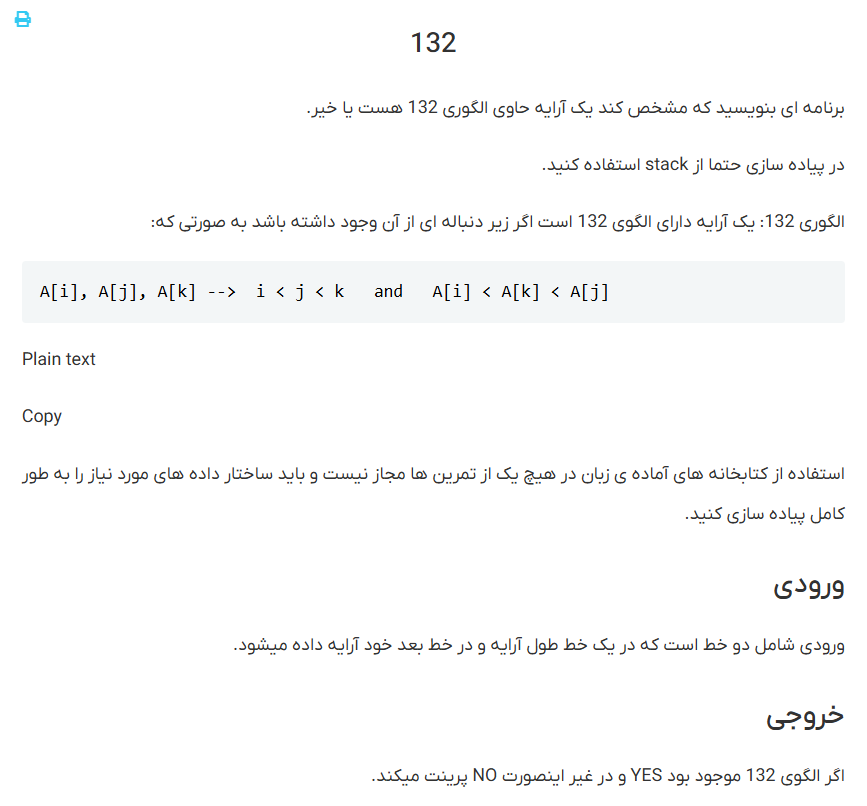 132
برنامه ای بنویسید که مشخص کند یک آرایه حاوی الگوری 132 هست یا خیر.
در پیاده سازی حتما از stack استفاده کنید.
الگوری 132: یک آرایه دارای الگوی 132 است اگر زیر دنباله ای از آن وجود داشته باشد به صورتی که:
A[i], A[j], A[k] --> i < j < k and A[i] < A[k] < A[j]
Plain text
Copy
استفاده از کتابخانه های آماده ی زبان در هیچ یک از تمرین ها مجاز نیست و باید ساختار داده های مورد نیاز را به طور
کامل پیاده سازی کنید.
ورودی
ورودی شامل دو خط است که در یک خط طول آرایه و در خط بعد خود آرایه داده میشود.
خروجی
اگر الگوی 132 موجود بود YES و در غیر اینصورت NO پرینت میکند.